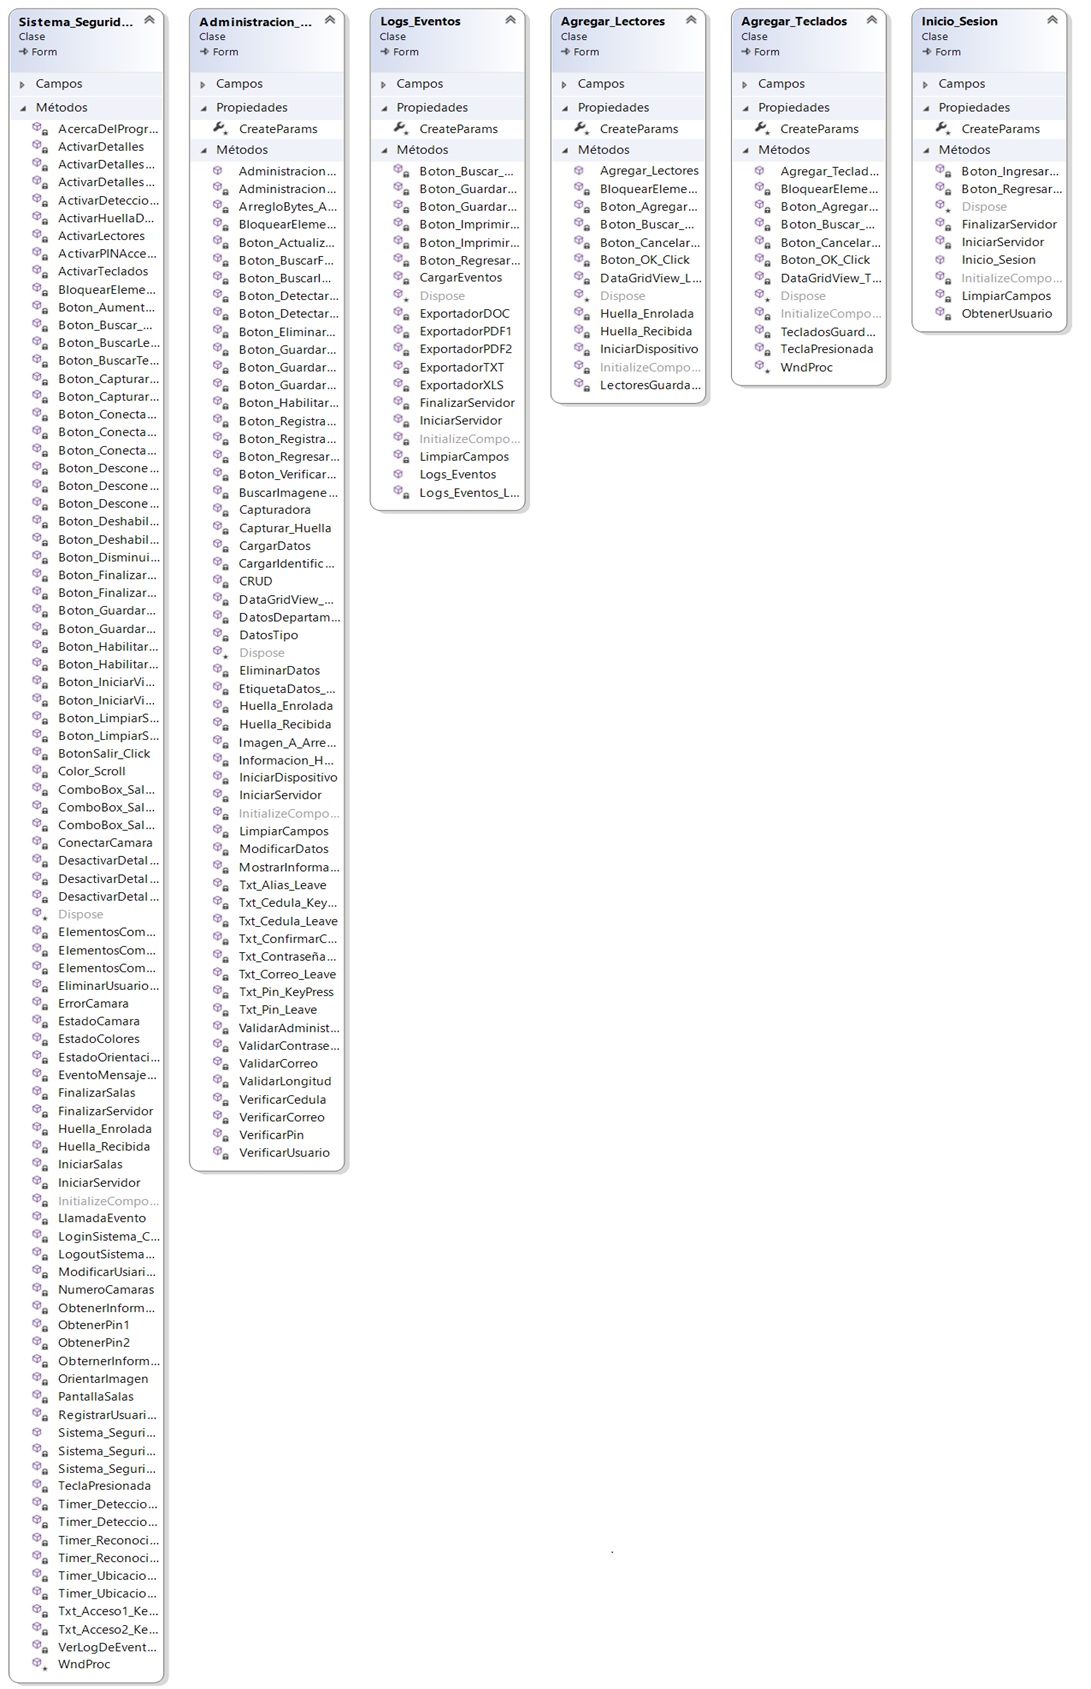 Sistema_Segurid...
Clase
Form
Campos
Métodos
AcercaDelProgr...
ActivarDetalles
ActivarDetalles...
ActivarDetalles...
ActivarDeteccio...
ActivarHuellaD...
ActivarLectores
ActivarPINAcce...
ActivarTeclados
BloquearEleme...
Boton_Aument...
Boton_Buscar_...
Boton_BuscarLe...
Boton_BuscarTe...
Boton_Capturar...
Boton_Capturar...
Boton_Conecta...
Boton_Conecta...
Boton_Conecta...
Boton_Descone...
Boton_Descone...
Boton_Descone...
Boton_Deshabil...
Boton_Deshabil...
Boton_Disminui...
Boton_Finalizar...
Boton_Finalizar...
Boton_Guardar...
Boton_Guardar...
Boton_Habilitar...
Boton_Habilitar...
Boton_IniciarVi...
Boton_IniciarVi...
Boton_LimpiarS...
Boton_LimpiarS...
BotonSalir_Click
Color_Scroll
ComboBox_Sal...
ComboBox_Sal...
ComboBox_Sal...
ConectarCamara
DesactivarDetal...
DesactivarDetal...
DesactivarDetal...
Dispose
ElementosCom...
ElementosCom...
ElementosCom...
EliminarUsuario...
ErrorCamara
EstadoCamara
EstadoColores
EstadoOrientaci...
EventoMensaje...
FinalizarSalas
FinalizarServidor
Huella_Enrolada
Huella_Recibida
IniciarSalas
IniciarServidor
InitializeCompo...
LlamadaEvento
LoginSistema_C...
LogoutSistema...
ModificarUsiari...
NumeroCamaras
ObtenerInform...
ObtenerPin1
ObtenerPin2
ObternerInform...
OrientarImagen
PantallaSalas
RegistrarUsuari...
Sistema_Seguri...
Sistema_Seguri...
Sistema_Seguri...
TeclaPresionada
Timer_Deteccio...
Timer_Deteccio...
Timer_Reconoci...
Timer_Reconoci...
Timer_Ubicacio...
Timer_Ubicacio...
Txt_Acceso1_Ke...
Txt_Acceso2_Ke...
VerLogDeEvent...
WndProc
Administracion_...
Clase
Form
Campos
Propiedades
CreateParams
Métodos
Administracion...
Administracion...
ArregloBytes_A...
BloquearEleme...
Boton_Actualiz...
Boton_BuscarF...
Boton_BuscarI...
Boton_Detectar...
Boton_Detectar...
Boton_Eliminar...
Boton_Guardar...
Boton_Guardar...
Boton_Guardar...
Boton_Habilitar...
Boton_Registra...
Boton_Registra...
Boton_Regresar...
Boton_Verificar...
BuscarImagene...
Capturadora
Capturar_Huella
CargarDatos
CargarIdentific...
CRUD
DataGridView_...
DatosDepartam...
DatosTipo
Dispose
EliminarDatos
EtiquetaDatos_...
Huella_Enrolada
Huella_Recibida
Imagen_A_Arre...
Informacion_H...
IniciarDispositivo
IniciarServidor
InitializeCompo...
LimpiarCampos
ModificarDatos
MostrarInforma...
Txt_Alias_Leave
Txt_Cedula_Key...
Txt_Cedula_Leave
Txt_ConfirmarC...
Txt_Contraseña...
Txt_Correo_Leave
Txt_Pin_KeyPress
Txt_Pin_Leave
ValidarAdminist...
ValidarContrase...
ValidarCorreo
ValidarLongitud
VerificarCedula
VerificarCorreo
VerificarPin
VerificarUsuario
Logs_Eventos
Clase
Form
Campos
Propiedades
CreateParams
Métodos
Boton_Buscar_...
Boton_Guardar...
Boton_Guardar...
Boton_Imprimir...
Boton_Imprimir...
Boton_Regresar...
CargarEventos
Dispose
ExportadorDOC
ExportadorPDF1
ExportadorPDF2
ExportadorTXT
ExportadorXLS
FinalizarServidor
IniciarServidor
InitializeCompo...
LimpiarCampos
Logs_Eventos
Logs_Eventos_L...
Agregar_Lectores
Clase
Form
Campos
Propiedades
CreateParams
Métodos
Agregar_Lectores
BloquearEleme...
Boton_Agregar...
Boton_Buscar_...
Boton_Cancelar...
Boton_OK_Click
DataGridView_L...
Dispose
Huella_Enrolada
Huella_Recibida
IniciarDispositivo
InitializeCompo...
LectoresGuarda...
Agregar_Teclados
Clase
Form
Campos
Propiedades
CreateParams
Métodos
Agregar_Teclad...
BloquearEleme...
Boton_Agregar...
Boton_Buscar_...
Boton_Cancelar...
Boton_OK_Click
DataGridView_T...
Dispose
InitializeCompo...
TecladosGuard...
TeclaPresionada
WndProc
Inicio_Sesion
Clase
Form
Campos
Propiedades
CreateParams
Métodos
Boton_Ingresar...
Boton_Regresar...
Dispose
FinalizarServidor
IniciarServidor
Inicio_Sesion
InitializeCompo...
LimpiarCampos
ObtenerUsuario